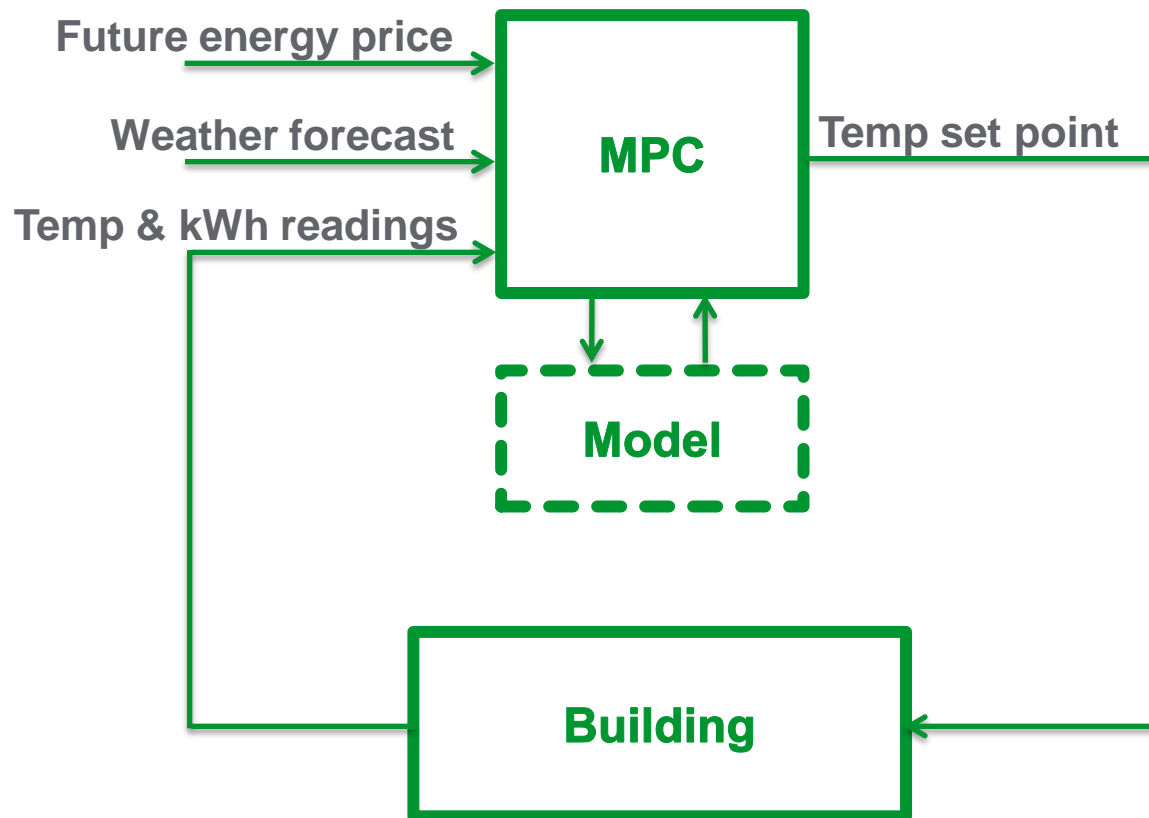 Future energy price
Weather forecast
Temp & kWh readings
MPC
Temp set point
Model
Building